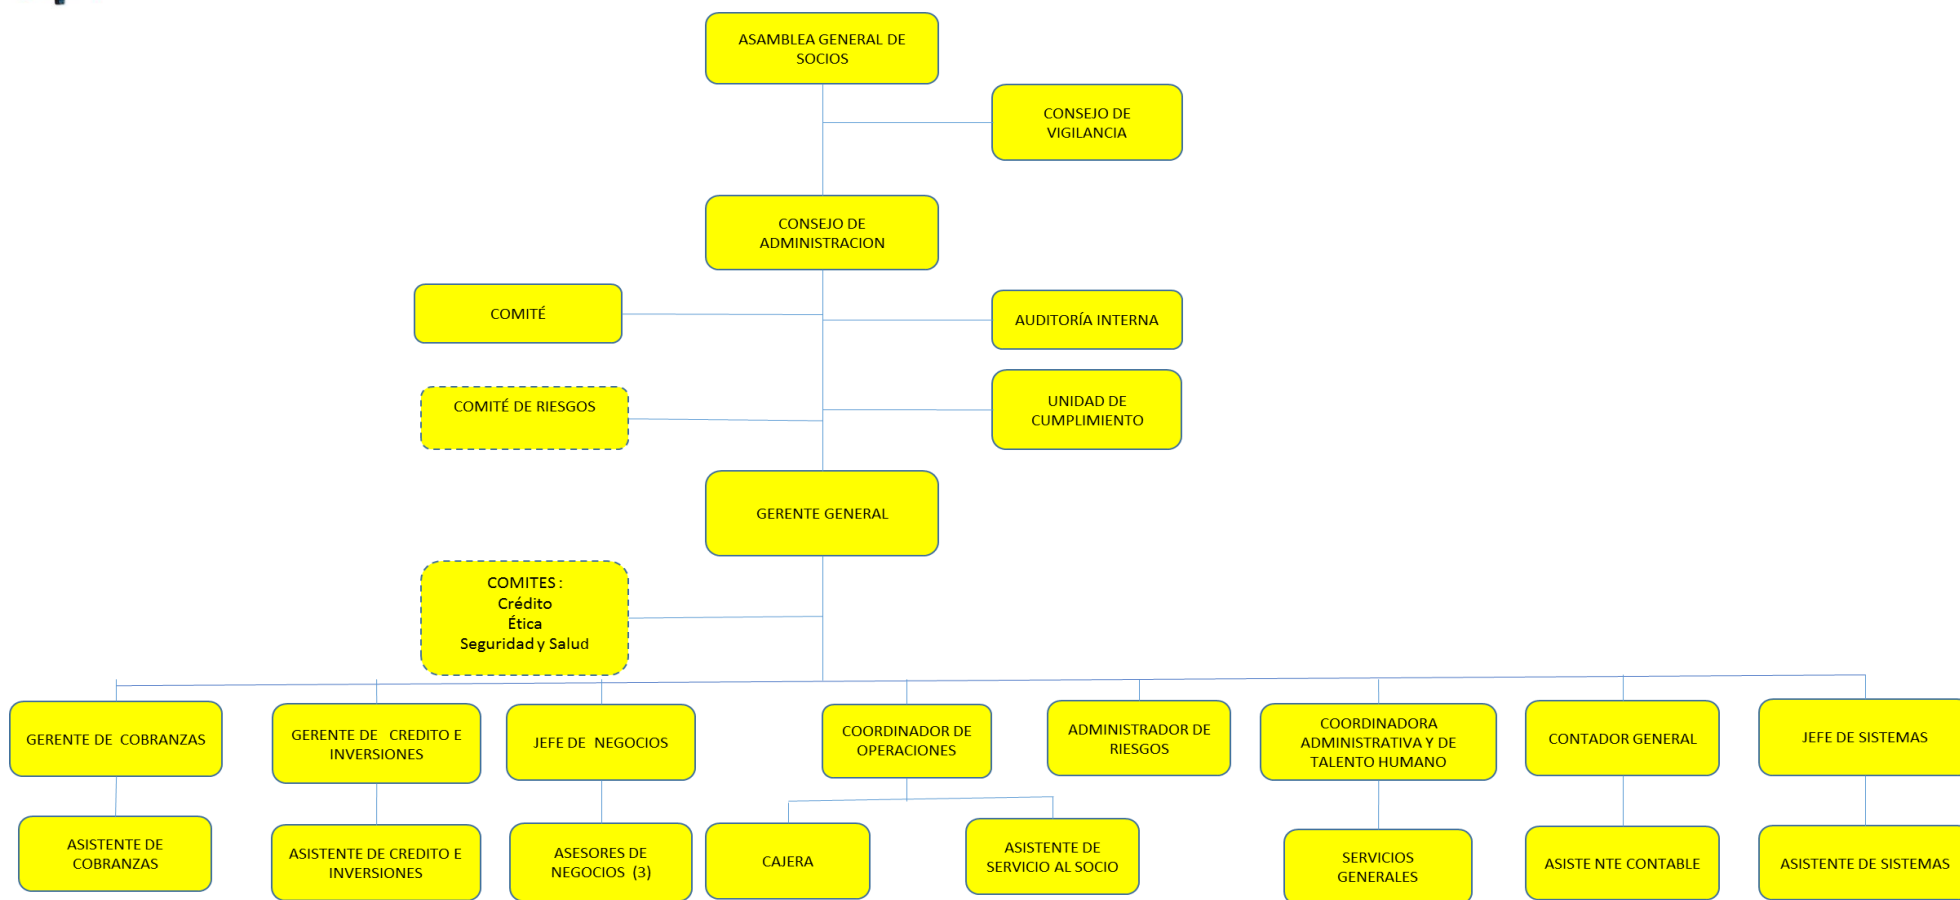 ASAMBLEA GENERAL DE
SOCIOS
CONSEJO DE
VIGILANCIA
CONSEJO DE
ADMINISTRACION
COMITÉ
AUDITORÍA INTERNA
COMITÉ DE RIESGOS
UNIDAD DE
CUMPLIMIENTO
GERENTE GENERAL
COMITES :
Crédito
Ética
Seguridad y Salud
GERENTE DE COBRANZAS
GERENTE DE CREDITO E
INVERSIONES
JEFE DE NEGOCIOS
COORDINADOR DE
OPERACIONES
ADMINISTRADOR DE
RIESGOS
COORDINADORA
ADMINISTRATIVA Y DE
TALENTO HUMANO
CONTADOR GENERAL
JEFE DE SISTEMAS
ASISTENTE DE
COBRANZAS
ASISTENTE DE CREDITO E
INVERSIONES
ASESORES DE
NEGOCIOS (3)
CAJERA
ASISTENTE DE
SERVICIO AL SOCIO
SERVICIOS
GENERALES
ASISTE NTE CONTABLE
ASISTENTE DE SISTEMAS